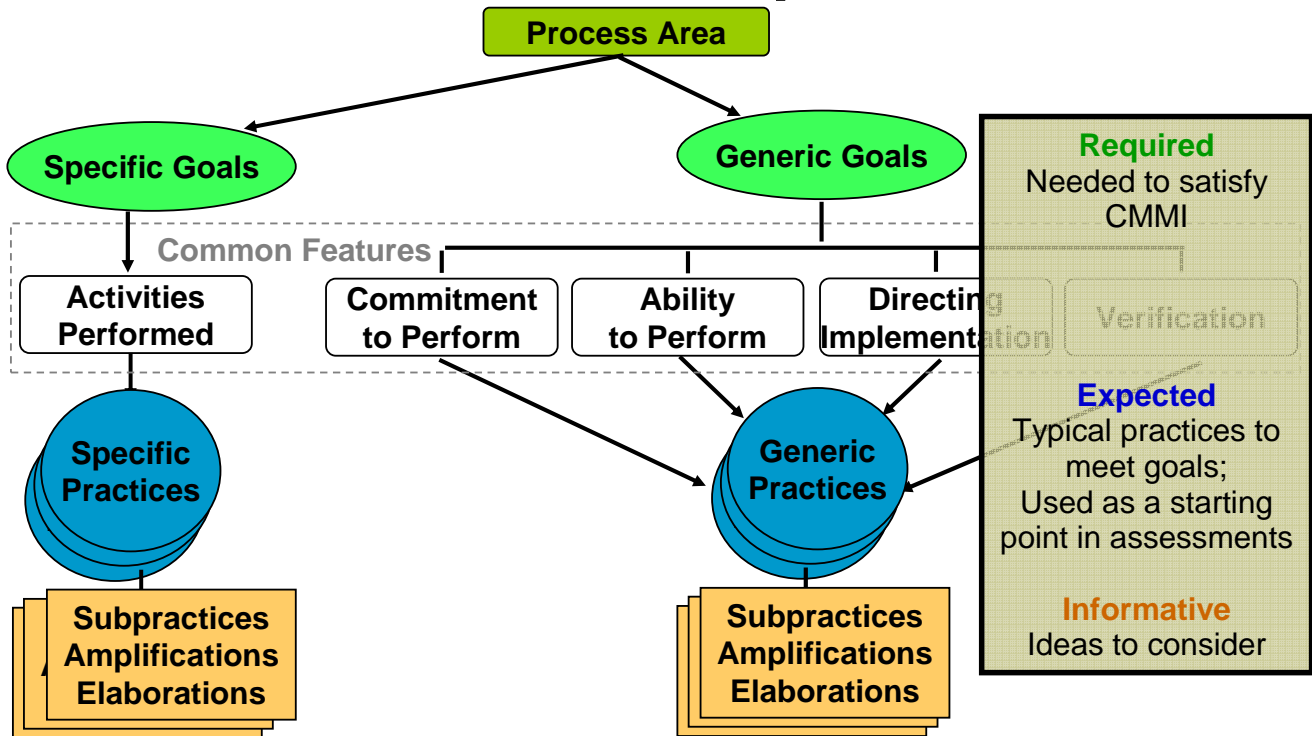 Process Area
Specific Goals
Generic Goals
Common Features
Activities
Performed
Commitment
to Perform
Ability
to Perform
Directing
Implementation
Verification
Specific
Practices
Generic
Practices
Subpractices
Amplifications
Elaborations
Subpractices
Amplifications
Elaborations
Required
Needed to satisfy
CMMI
Expected
Typical practices to
meet goals;
Used as a starting
point in assessments
Informative
Ideas to consider